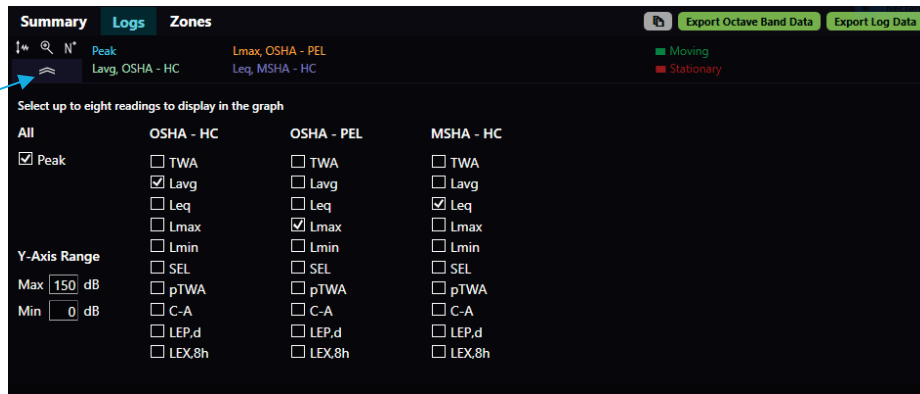 Summary Logs Zones Export Octave Band Data Export Log Data
N+ Peak Lmax, OSHA - PEL Moving
Lavg, OSHA - HC Leq, MSHA - HC Stationary
Select up to eight readings to display in the graph
All OSHA - HC OSHA - PEL MSHA - HC
Peak TWA TWA TWA
Lavg Lavg Lavg
Leq Leq Leq
Lmax Lmax Lmax
Lmin Lmin Lmin
Y-Axis Range
SEL SEL SEL
Max 150 dB pTWA pTWA pTWA
Min 0 dB C-A C-A C-A
LEP,d LEP,d LEP,d
LEX,8h LEX,8h LEX,8h